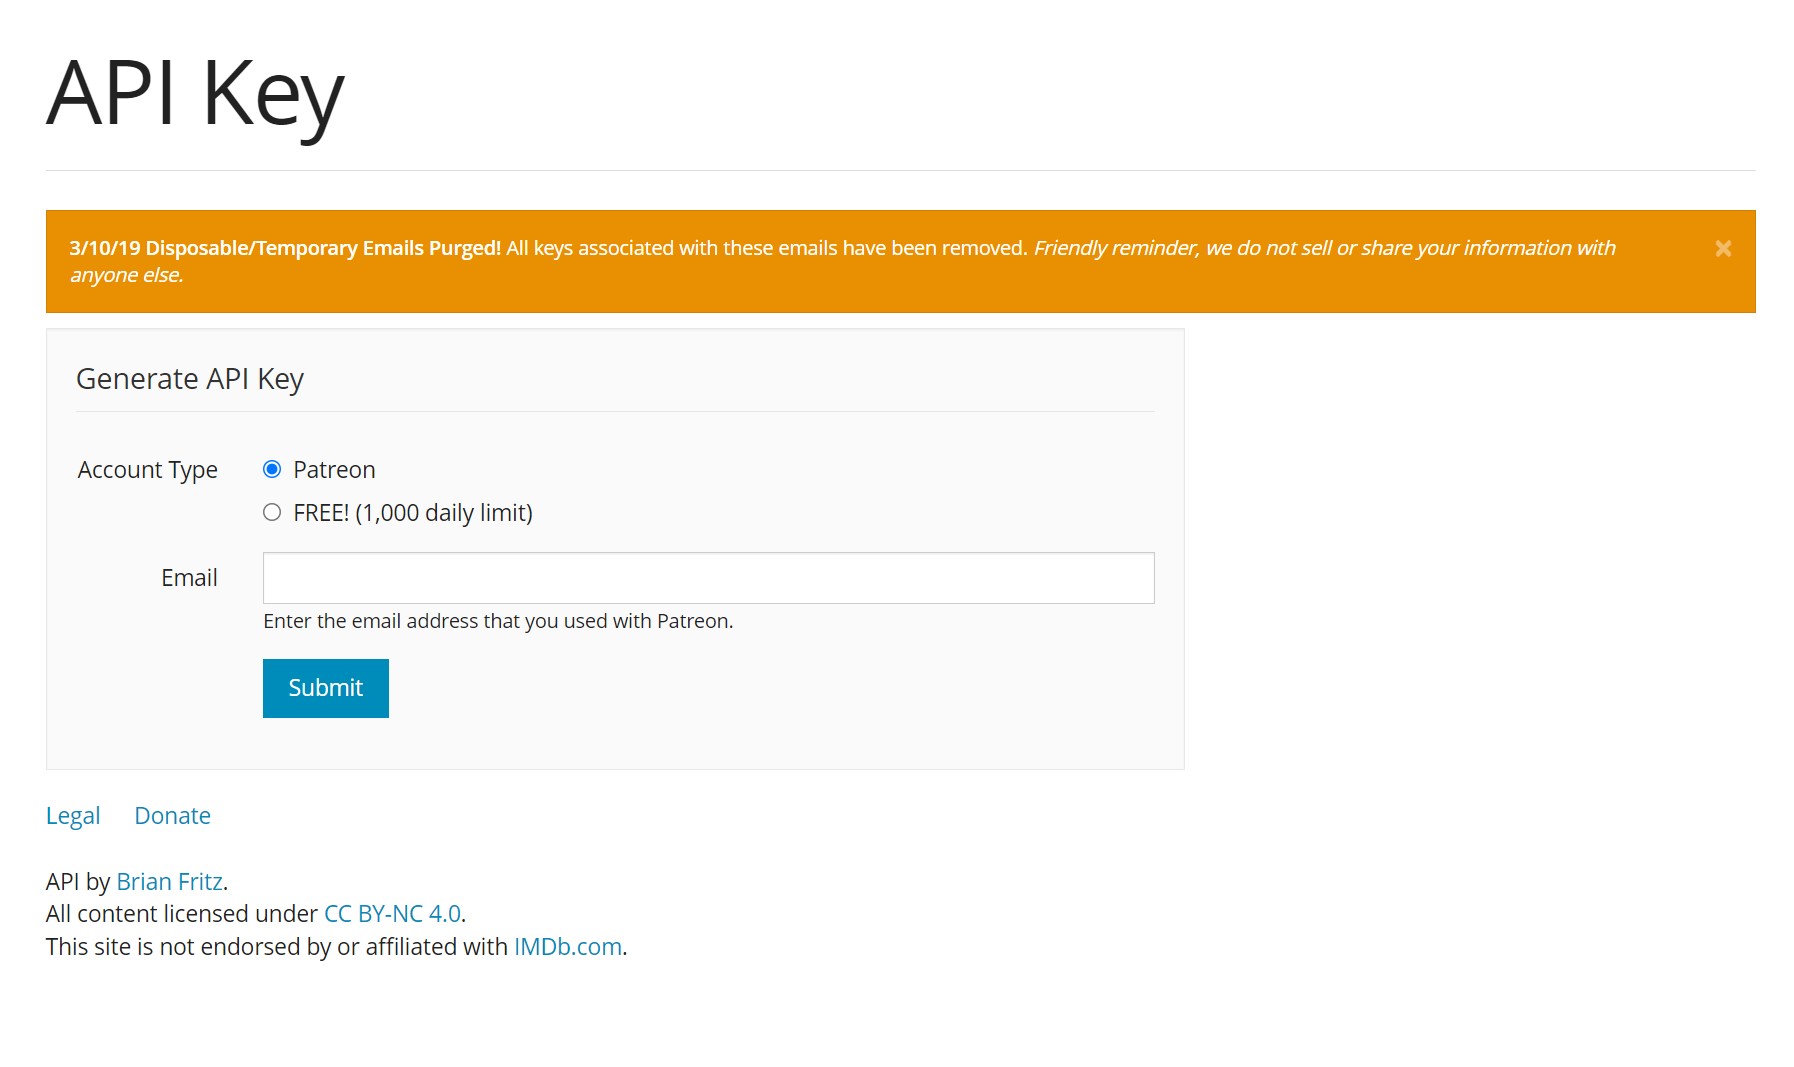 API Key
3/10/19 Disposable/Temporary Emails Purged! All keys associated with these emails have been removed. Friendly reminder, we do not sell or share your information with
anyone else.
×
Generate API Key
Account Type
Patreon
FREE! (1,000 daily limit)
Email
Enter the email address that you used with Patreon.
Submit
Legal Donate
API by Brian Fritz.
All content licensed under CC BY-NC 4.0.
This site is not endorsed by or affiliated with IMDb.com.